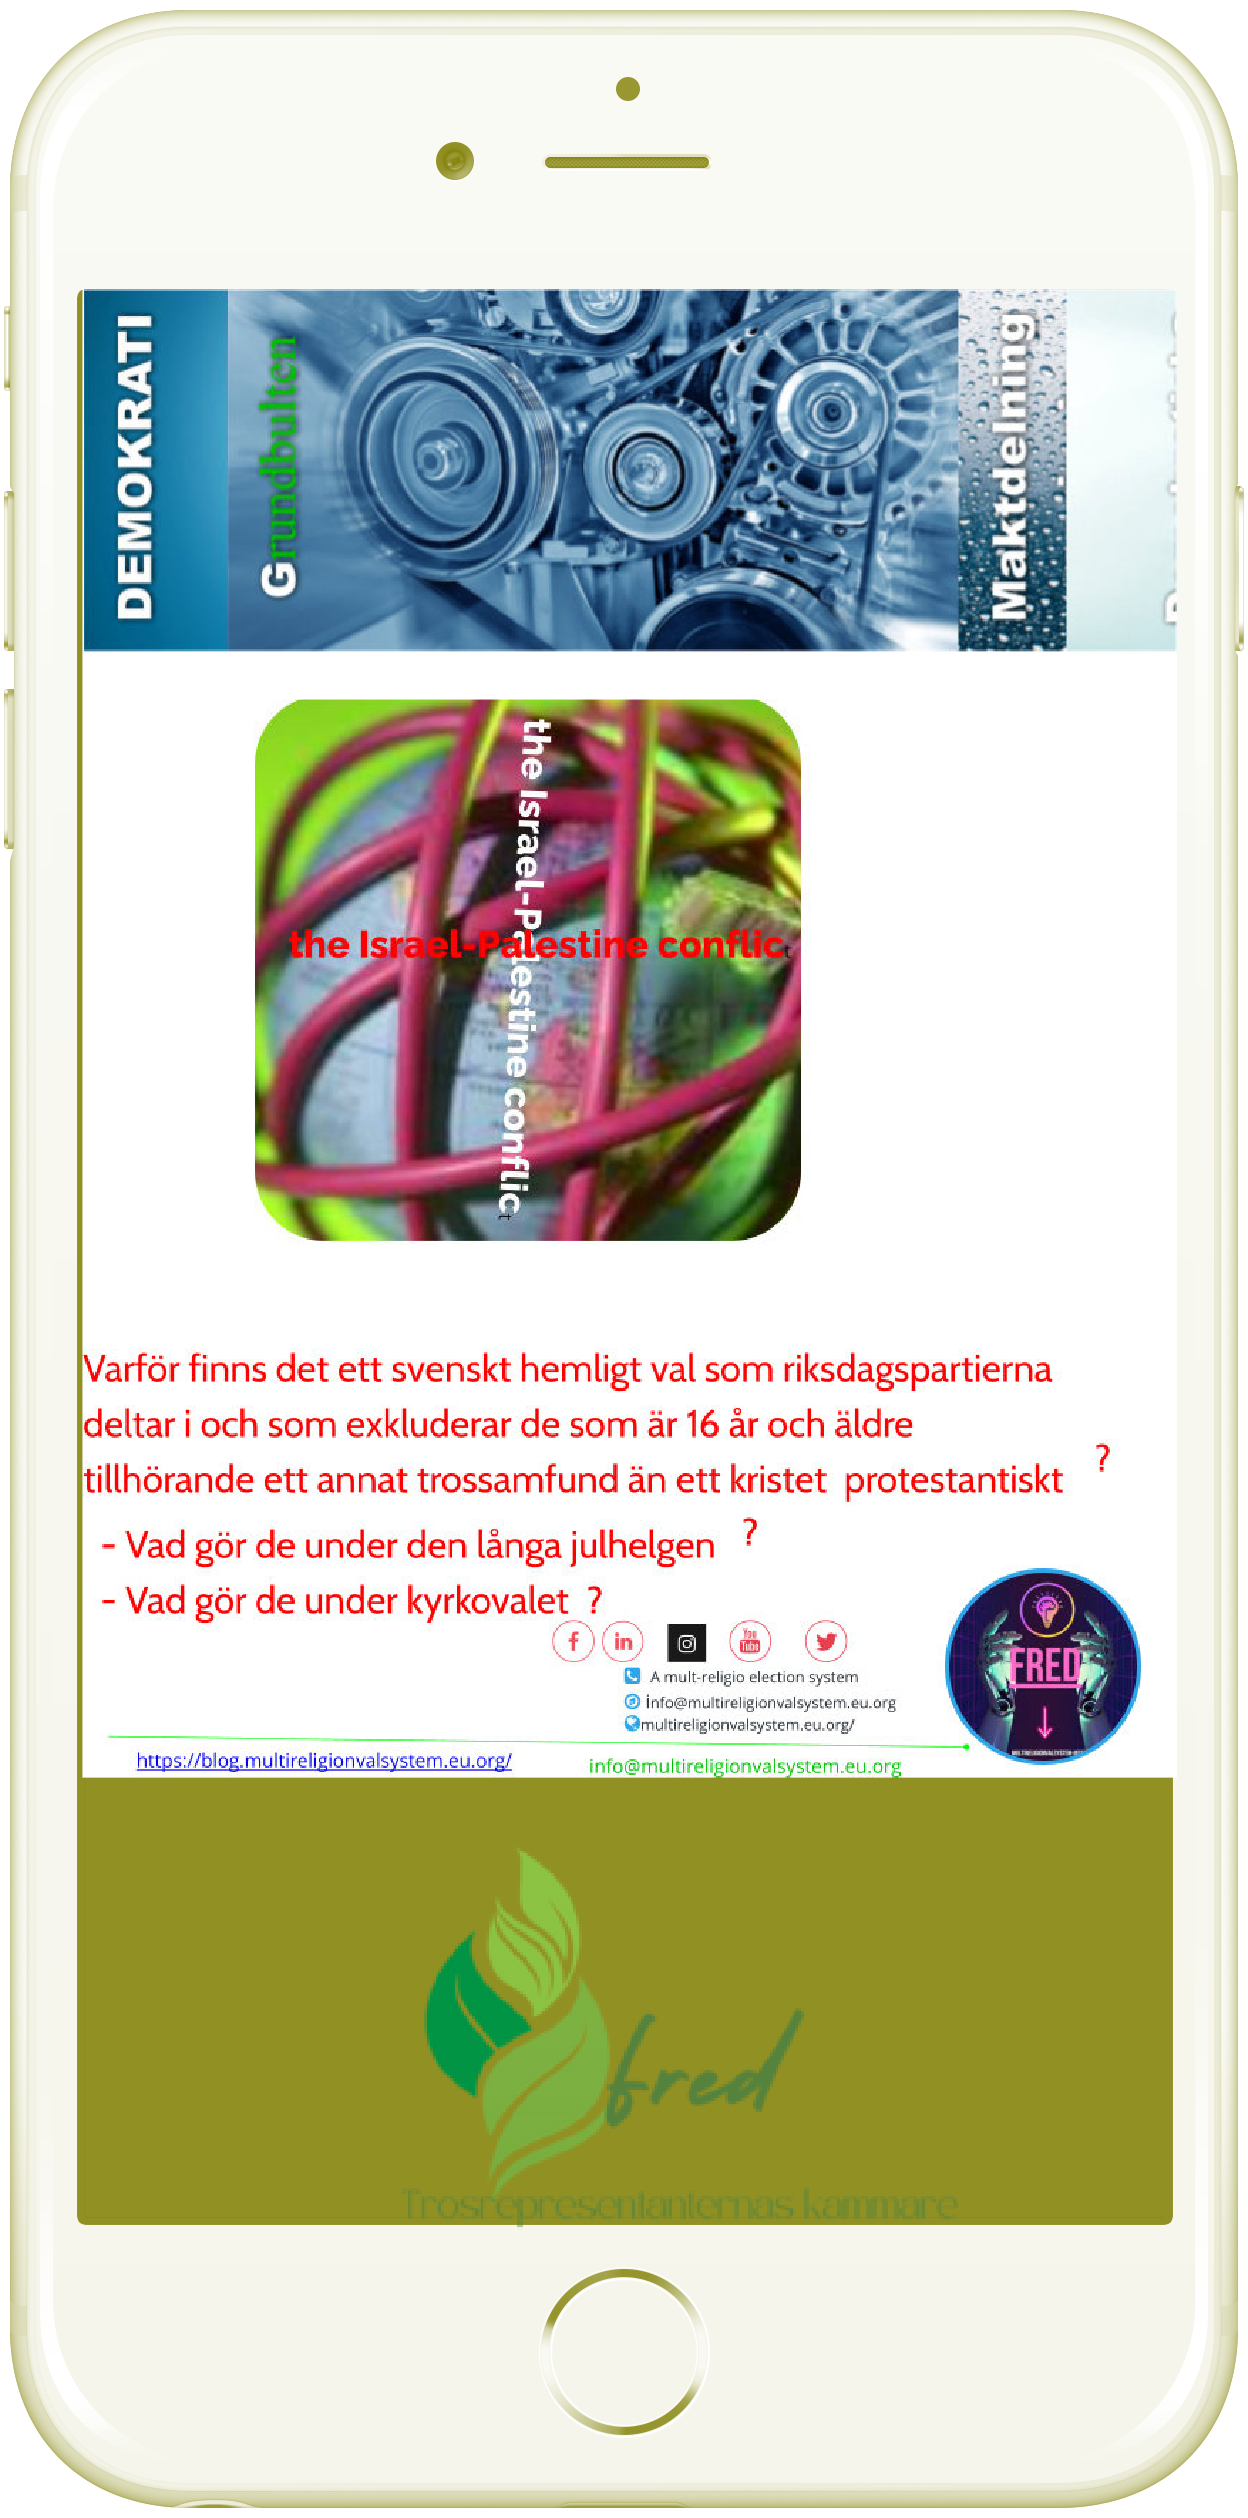 DEMOKRATI
Grundbulten
Maktdelning
the Israel-Palestine conflict
the Israel-Palestine conflict
Varför finns det ett svenskt hemligt val som riksdagspartierna
deltar i och som exkluderar de som är 16 år och äldre
tillhörande ett annat trossamfund än ett kristet protestantiskt ?
- Vad gör de under den långa julhelgen ?
- Vad gör de under kyrkovalet ?
You
Tube
A mult-religio election system
info@multireligionvalsystem.eu.org
multireligionvalsystem.eu.org/
FRED
https://blog.multireligionvalsystem.eu.org/
info@multireligionvalsystem.eu.org
fred
Trosrepresentanternas kammare